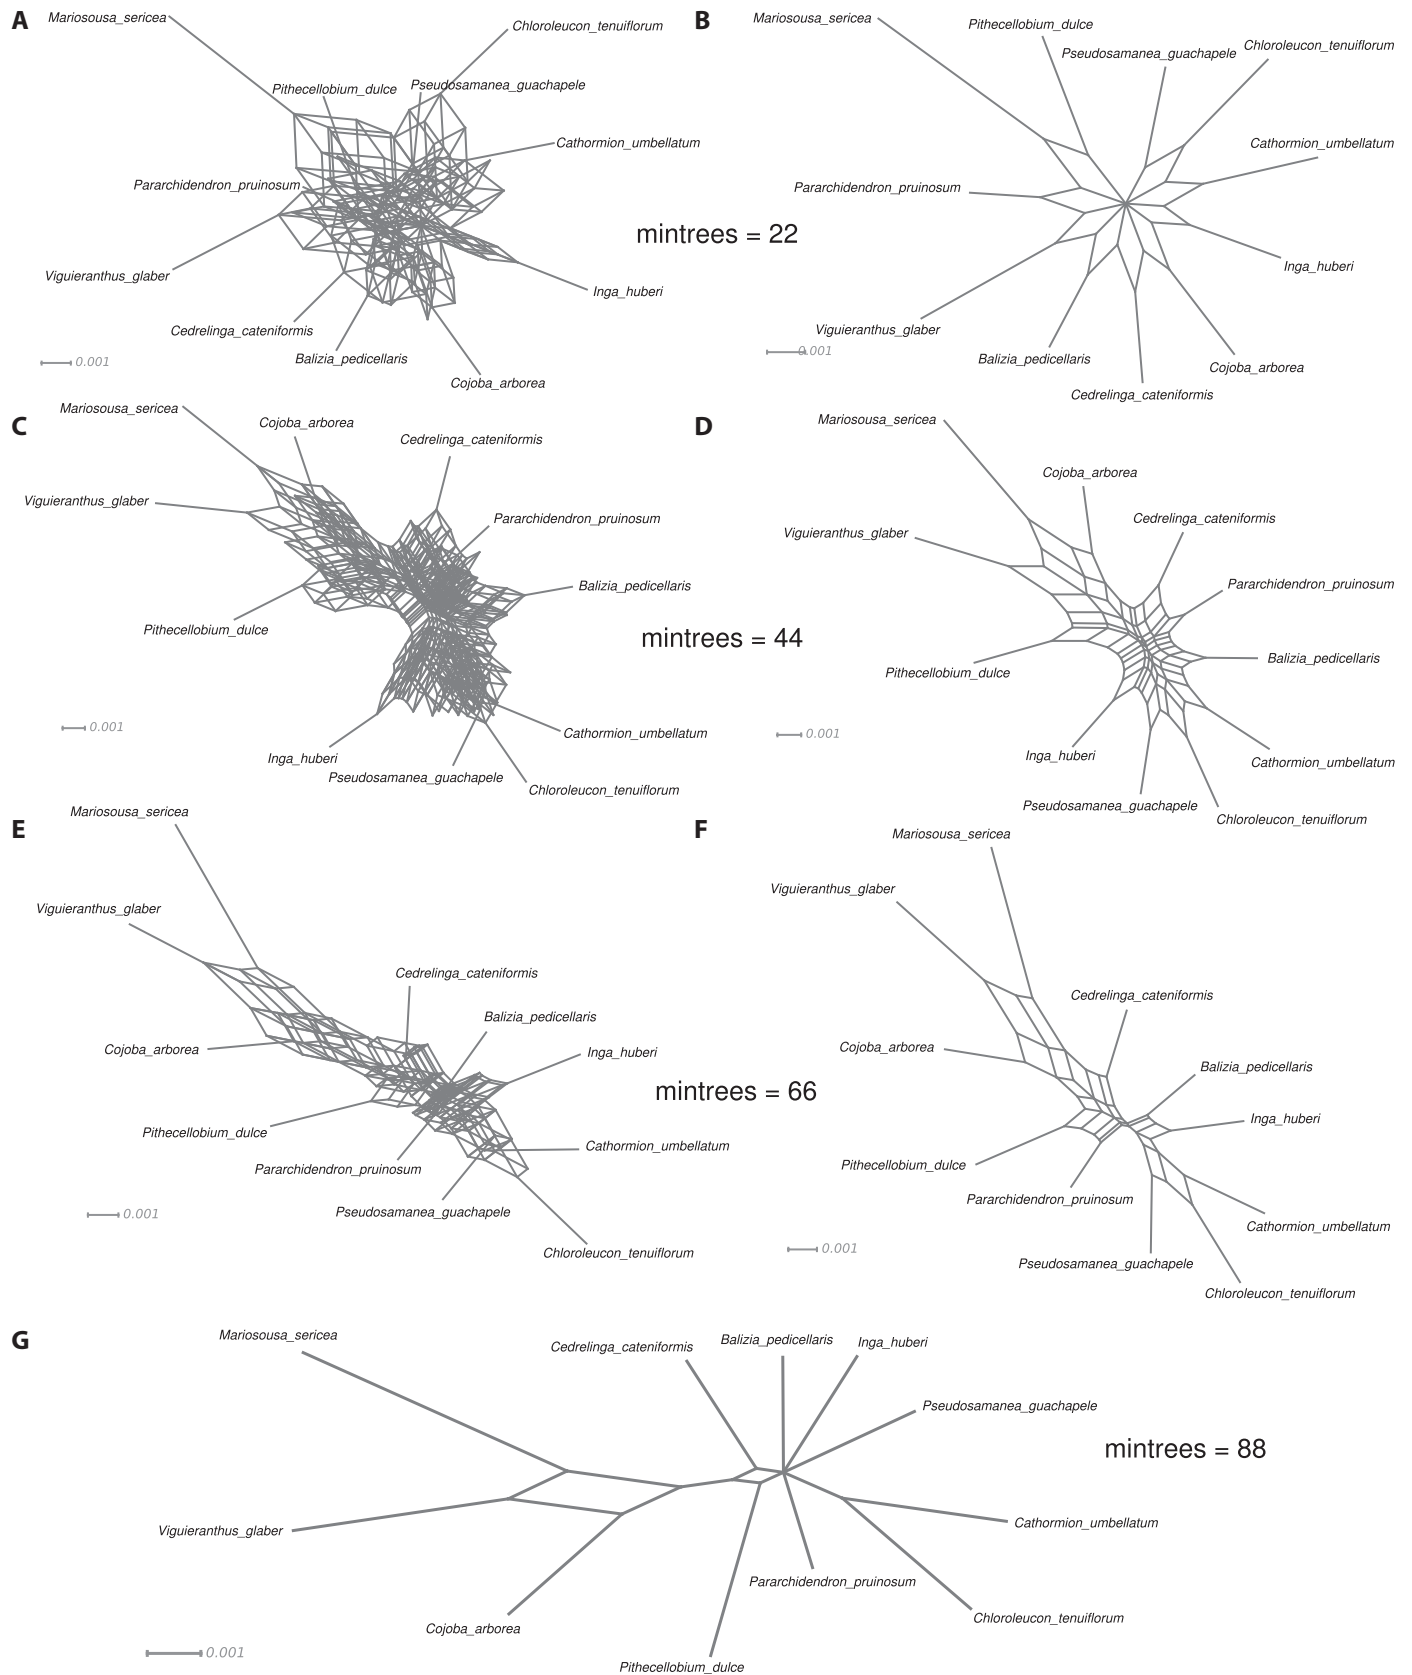 A
Mariosousa_sericea
Chloroleucon_tenuiflorum
Pithecellobium_dulce
Pseudosamanea_guachapele
Cathormion_umbellatum
Pararchidendron_pruinosum
Viguieranthus_glaber
Inga_huberi
Cedrelinga_cateniformis
Balizia_pedicellaris
Cojoba_arborea
0.001
mintrees = 22
B
Mariosousa_sericea
Pithecellobium_dulce
Pseudosamanea_guachapele
Chloroleucon_tenuiflorum
Cathormion_umbellatum
Pararchidendron_pruinosum
Inga_huberi
Viguieranthus_glaber
Balizia_pedicellaris
Cojoba_arborea
Cedrelinga_cateniformis
0.001
C
Mariosousa_sericea
Cojoba_arborea
Cedrelinga_cateniformis
Viguieranthus_glaber
Pararchidendron_pruinosum
Balizia_pedicellaris
Pithecellobium_dulce
Cathormion_umbellatum
Inga_huberi
Pseudosamanea_guachapele
Chloroleucon_tenuiflorum
0.001
mintrees = 44
D
Mariosousa_sericea
Cojoba_arborea
Cedrelinga_cateniformis
Viguieranthus_glaber
Pararchidendron_pruinosum
Balizia_pedicellaris
Pithecellobium_dulce
Inga_huberi
Cathormion_umbellatum
Pseudosamanea_guachapele
Chloroleucon_tenuiflorum
0.001
E
Mariosousa_sericea
Viguieranthus_glaber
Cedrelinga_cateniformis
Balizia_pedicellaris
Cojoba_arborea
Inga_huberi
Pithecellobium_dulce
Cathormion_umbellatum
Pararchidendron_pruinosum
Pseudosamanea_guachapele
Chloroleucon_tenuiflorum
0.001
mintrees = 66
F
Mariosousa_sericea
Viguieranthus_glaber
Cedrelinga_cateniformis
Cojoba_arborea
Balizia_pedicellaris
Inga_huberi
Pithecellobium_dulce
Pararchidendron_pruinosum
Cathormion_umbellatum
Pseudosamanea_guachapele
Chloroleucon_tenuiflorum
0.001
G
Mariosousa_sericea
Cedrelinga_cateniformis
Balizia_pedicellaris
Inga_huberi
Pseudosamanea_guachapele
mintrees = 88
Viguieranthus_glaber
Cathormion_umbellatum
Pararchidendron_pruinosum
Chloroleucon_tenuiflorum
Cojoba_arborea
Pithecellobium_dulce
0.001